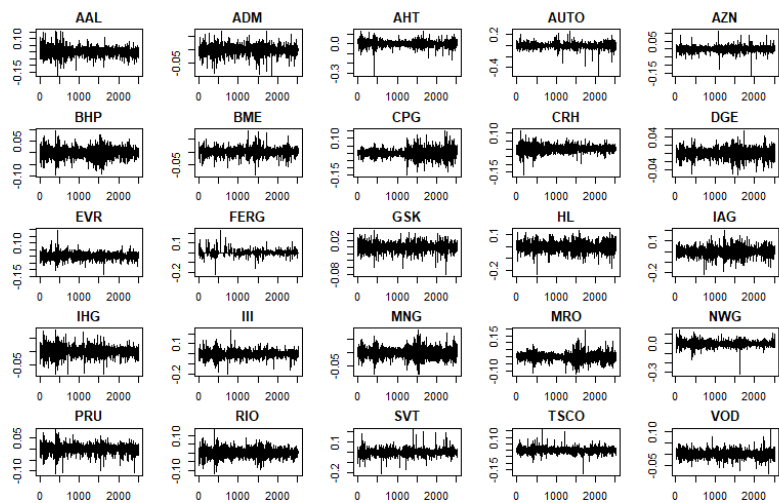 AAL ADM AHT AUTO AZN
-0.15 0.10 -0.05 -0.3 0.0 -0.4 0.2 -0.15 0.05
0 1000 2000 0 1000 2000 0 1000 2000 0 1000 2000 0 1000 2000
BHP BME CPG CRH DGE
-0.10 0.05 -0.05 -0.15 0.10 -0.15 0.10 -0.04 0.04
0 1000 2000 0 1000 2000 0 1000 2000 0 1000 2000 0 1000 2000
EVR FERG GSK HL IAG
-0.15 0.10 -0.2 0.1 -0.08 0.02 -0.2 0.1 -0.2 0.1
0 1000 2000 0 1000 2000 0 1000 2000 0 1000 2000 0 1000 2000
IHG III MNG MRO NWG
-0.05 -0.2 0.1 -0.05 -0.10 0.15 -0.3 0.0
0 1000 2000 0 1000 2000 0 1000 2000 0 1000 2000 0 1000 2000
PRU RIO SVT TSCO VOD
-0.10 0.05 -0.10 0.10 -0.2 0.1 -0.15 0.10 -0.05 0.10
0 1000 2000 0 1000 2000 0 1000 2000 0 1000 2000 0 1000 2000